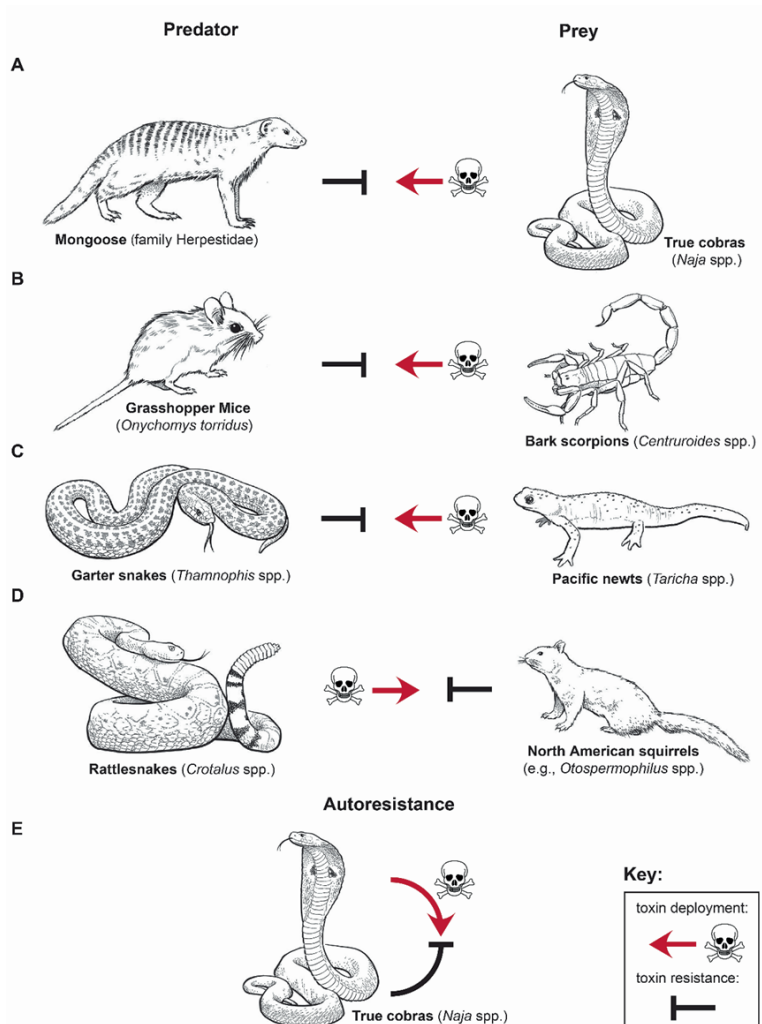 Predator
Prey
A
Mongoose (family Herpestidae)
True cobras
(Naja spp.)
B
Grasshopper Mice
(Onychomys torridus)
Bark scorpions (Centruroides spp.)
C
Garter snakes (Thamnophis spp.)
Pacific newts (Taricha spp.)
D
Rattlesnakes (Crotalus spp.)
North American squirrels
(e.g., Otospermophilus spp.)
Autoresistance
E
True cobras (Naja spp.)
Key:
toxin deployment:
toxin resistance: